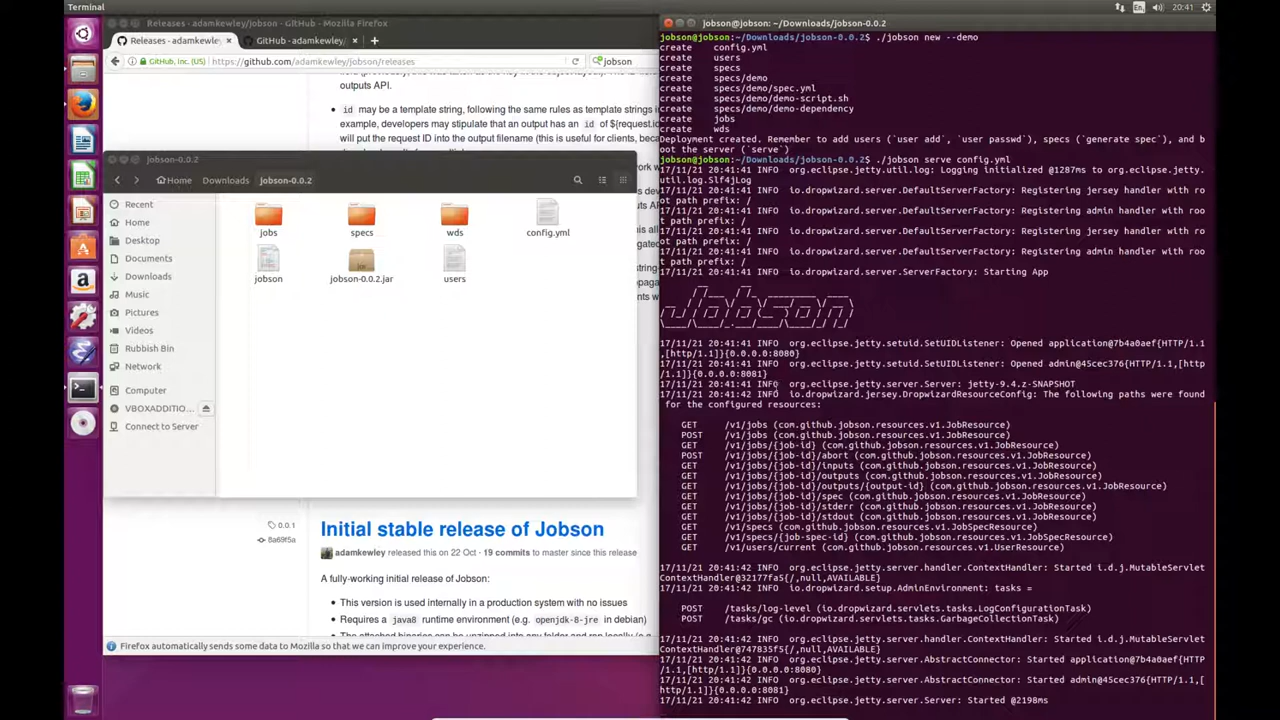 Terminal
En
20:41
Releases · adamkewley/jobson · GitHub - Mozilla Firefox
Releases · adamkewle
GitHub - adamkewley/
GitHub, Inc. (US)
https://github.com/adamkewley/jobson/releases
jobson
outputs API.
id may be a template string, following the same rules as template strings i
example, developers may stipulate that an output has an id of ${request.i
will put the request ID into the output filename (this is useful for clients, becau
jobson-0.0.2
Home
Downloads
jobson-0.0.2
Recent
Home
Desktop
Documents
Downloads
Music
Pictures
Videos
Rubbish Bin
Network
Computer
VBOXADDITIO…
Connect to Server
jobs
specs
wds
config.yml
jobson
jobson-0.0.2.jar
users
0.0.1
8a69f5a
Initial stable release of Jobson
adamkewley released this on 22 Oct · 19 commits to master since this release
A fully-working initial release of Jobson:
This version is used internally in a production system with no issues
Requires a java8 runtime environment (e.g. openjdk-8-jre in debian)
Firefox automatically sends some data to Mozilla so that we can improve your experience.
jobson@jobson: ~/Downloads/jobson-0.0.2
jobson@jobson:~/Downloads/jobson-0.0.2$ ./jobson new --demo
create config.yml
create users
create specs
create specs/demo
create specs/demo/spec.yml
create specs/demo/demo-script.sh
create specs/demo/demo-dependency
create jobs
create wds
Deployment created. Remember to add users (`user add`, `user passwd`), specs (`generate spec`), and b
oot the server (`serve`)
jobson@jobson:~/Downloads/jobson-0.0.2$ ./jobson serve config.yml
17/11/21 20:41:41 INFO org.eclipse.jetty.util.log: Logging initialized @1287ms to org.eclipse.jetty.
util.log.Slf4jLog
17/11/21 20:41:41 INFO io.dropwizard.server.DefaultServerFactory: Registering jersey handler with ro
ot path prefix: /
17/11/21 20:41:41 INFO io.dropwizard.server.DefaultServerFactory: Registering admin handler with roo
t path prefix: /
17/11/21 20:41:41 INFO io.dropwizard.server.DefaultServerFactory: Registering jersey handler with ro
ot path prefix: /
17/11/21 20:41:41 INFO io.dropwizard.server.DefaultServerFactory: Registering admin handler with roo
t path prefix: /
17/11/21 20:41:41 INFO io.dropwizard.server.ServerFactory: Starting App
jobson
17/11/21 20:41:41 INFO org.eclipse.jetty.setuid.SetUIDListener: Opened application@7b4a0aef{HTTP/1.1
,[http/1.1]}{0.0.0.0:8080}
17/11/21 20:41:41 INFO org.eclipse.jetty.setuid.SetUIDListener: Opened admin@45cec376{HTTP/1.1,[http
/1.1]}{0.0.0.0:8081}
17/11/21 20:41:41 INFO org.eclipse.jetty.server.Server: jetty-9.4.z-SNAPSHOT
17/11/21 20:41:42 INFO io.dropwizard.jersey.DropwizardResourceConfig: The following paths were found
for the configured resources:
GET /v1/jobs (com.github.jobson.resources.v1.JobResource)
POST /v1/jobs (com.github.jobson.resources.v1.JobResource)
GET /v1/jobs/{job-id} (com.github.jobson.resources.v1.JobResource)
POST /v1/jobs/{job-id}/abort (com.github.jobson.resources.v1.JobResource)
GET /v1/jobs/{job-id}/inputs (com.github.jobson.resources.v1.JobResource)
GET /v1/jobs/{job-id}/outputs (com.github.jobson.resources.v1.JobResource)
GET /v1/jobs/{job-id}/outputs/{output-id} (com.github.jobson.resources.v1.JobResource)
GET /v1/jobs/{job-id}/spec (com.github.jobson.resources.v1.JobResource)
GET /v1/jobs/{job-id}/stderr (com.github.jobson.resources.v1.JobResource)
GET /v1/jobs/{job-id}/stdout (com.github.jobson.resources.v1.JobResource)
GET /v1/specs (com.github.jobson.resources.v1.JobSpecResource)
GET /v1/specs/{job-spec-id} (com.github.jobson.resources.v1.JobSpecResource)
GET /v1/users/current (com.github.jobson.resources.v1.UserResource)
17/11/21 20:41:42 INFO org.eclipse.jetty.server.handler.ContextHandler: Started i.d.j.MutableServlet
ContextHandler@32177fa5{/,null,AVAILABLE}
17/11/21 20:41:42 INFO io.dropwizard.setup.AdminEnvironment: tasks =
POST /tasks/log-level (io.dropwizard.servlets.tasks.LogConfigurationTask)
POST /tasks/gc (io.dropwizard.servlets.tasks.GarbageCollectionTask)
17/11/21 20:41:42 INFO org.eclipse.jetty.server.handler.ContextHandler: Started i.d.j.MutableServlet
ContextHandler@747835f5{/,null,AVAILABLE}
17/11/21 20:41:42 INFO org.eclipse.jetty.server.AbstractConnector: Started application@7b4a0aef{HTTP
/1.1,[http/1.1]}{0.0.0.0:8080}
17/11/21 20:41:42 INFO org.eclipse.jetty.server.AbstractConnector: Started admin@45cec376{HTTP/1.1,[
http/1.1]}{0.0.0.0:8081}
17/11/21 20:41:42 INFO org.eclipse.jetty.server.Server: Started @2198ms